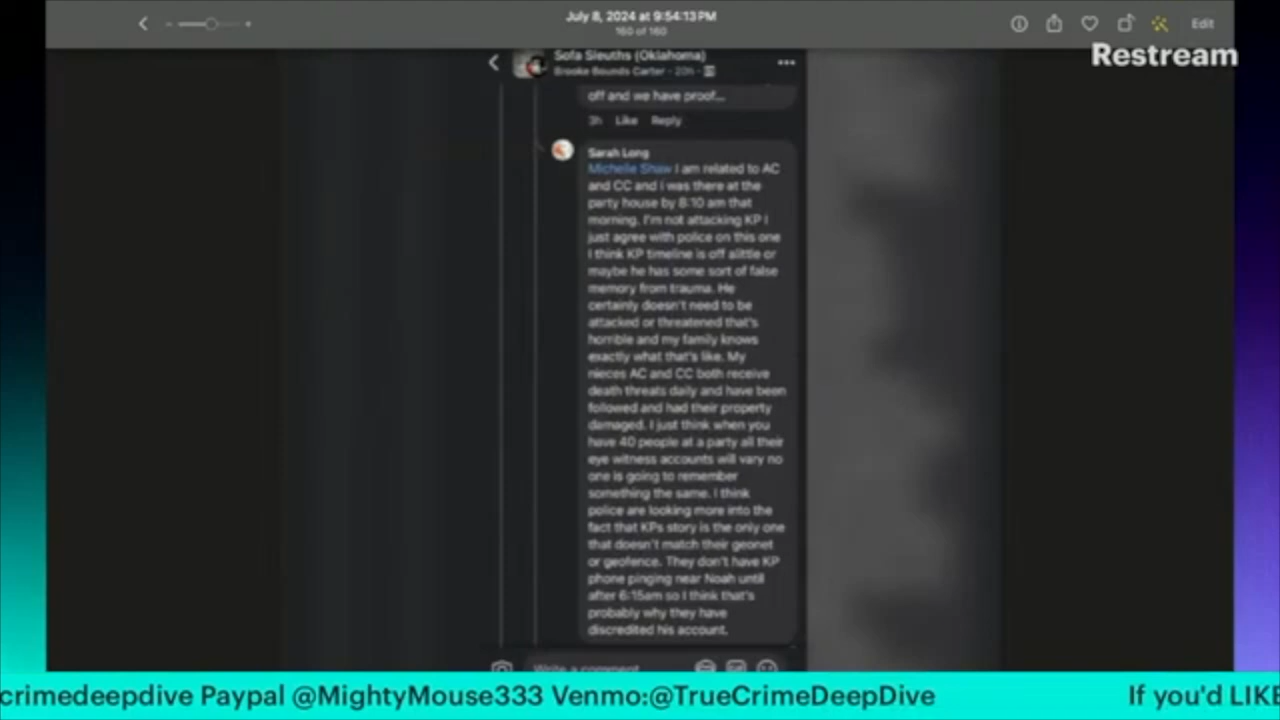 July 8, 2024 at 9:54:13 PM
160 of 160
Edit
Restream
Sofa Sleuths (Oklahoma)
Brooke Bounds Carter · 20h ·
off and we have proof...
3h Like Reply
Sarah Long
Michelle Shaw I am related to AC
and CC and i was there at the
party house by 8:10 am that
morning. I'm not attacking KP I
just agree with police on this one
I think KP timeline is off alittle or
maybe he has some sort of false
memory from trauma. He
certainly doesn't need to be
attacked or threatened that's
horrible and my family knows
exactly what that's like. My
nieces AC and CC both receive
death threats daily and have been
followed and had their property
damaged. I just think when you
have 40 people at a party all their
eye witness accounts will vary no
one is going to remember
something the same. I think
police are looking more into the
fact that KPs story is the only one
that doesn't match their geonet
or geofence. They don't have KP
phone pinging near Noah until
after 6:15am so I think that's
probably why they have
discredited his account.
Write a comment
crimedeepdive Paypal @MightyMouse333 Venmo:@TrueCrimeDeepDive If you'd LIKE